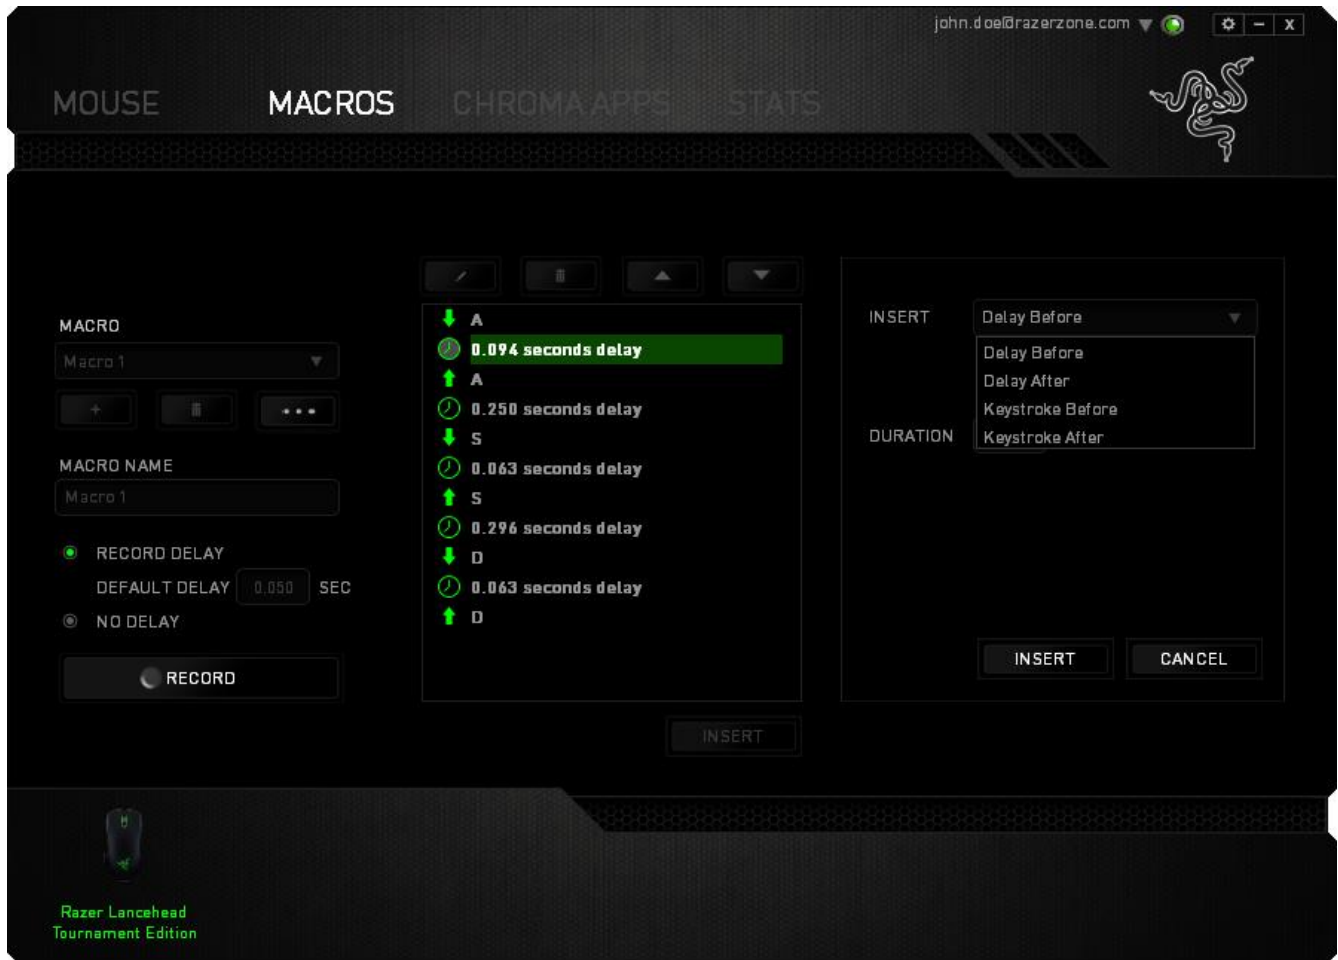 john.doe@razerzone.com
X
MOUSE MACROS CHROMA APPS STATS
MACRO
Macro 1
MACRO NAME
Macro 1
RECORD DELAY
DEFAULT DELAY 0.050 SEC
NO DELAY
RECORD
A
0.094 seconds delay
A
0.250 seconds delay
S
0.063 seconds delay
S
0.296 seconds delay
D
0.063 seconds delay
D
INSERT
INSERT Delay Before
Delay Before
Delay After
Keystroke Before
Keystroke After
DURATION
INSERT CANCEL
Razer Lancehead
Tournament Edition